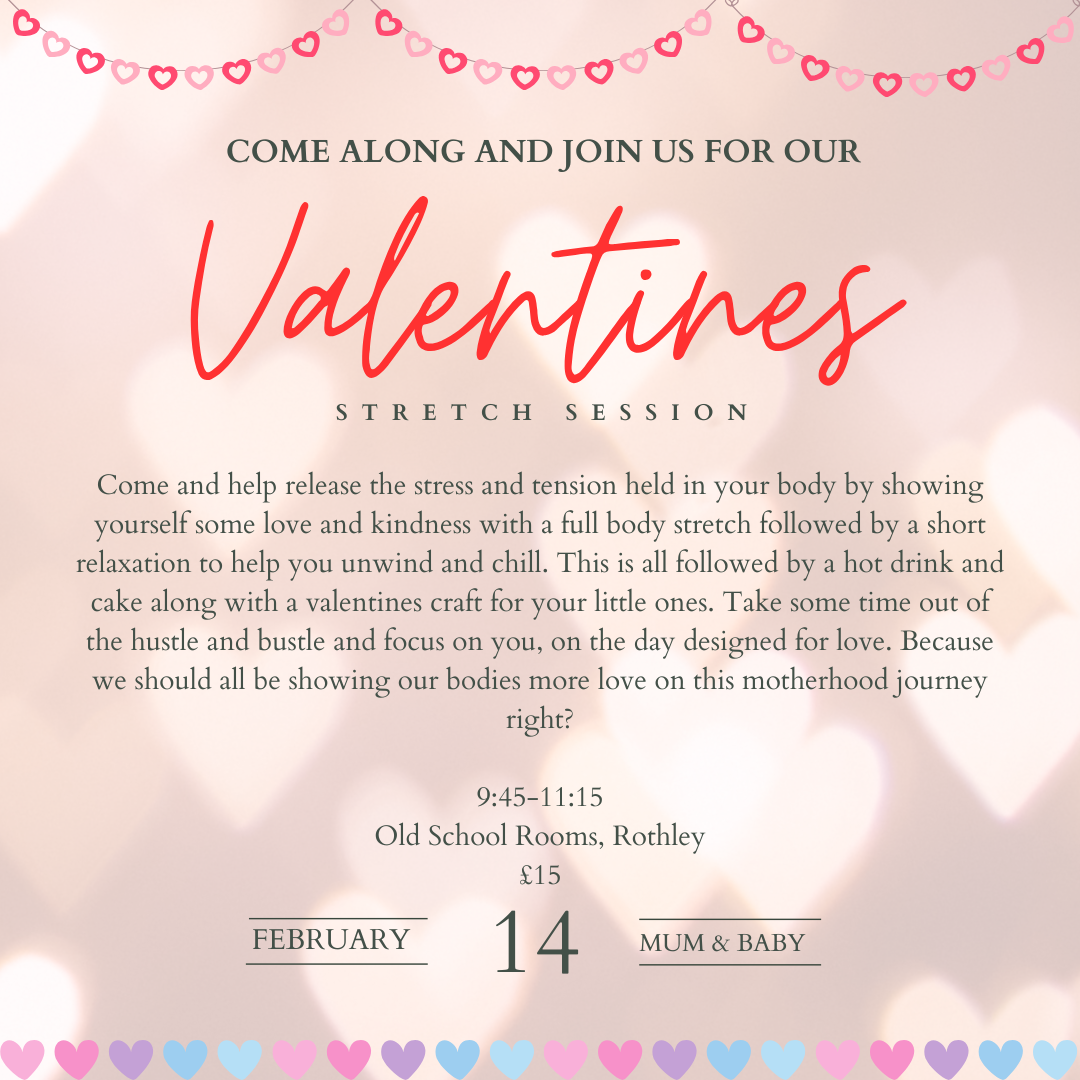 COME ALONG AND JOIN US FOR OUR
Valentines
STRETCH SESSION
Come and help release the stress and tension held in your body by showing
yourself some love and kindness with a full body stretch followed by a short
relaxation to help you unwind and chill. This is all followed by a hot drink and
cake along with a valentines craft for your little ones. Take some time out of
the hustle and bustle and focus on you, on the day designed for love. Because
we should all be showing our bodies more love on this motherhood journey
right?
9:45-11:15
Old School Rooms, Rothley
£15
FEBRUARY 14 MUM & BABY